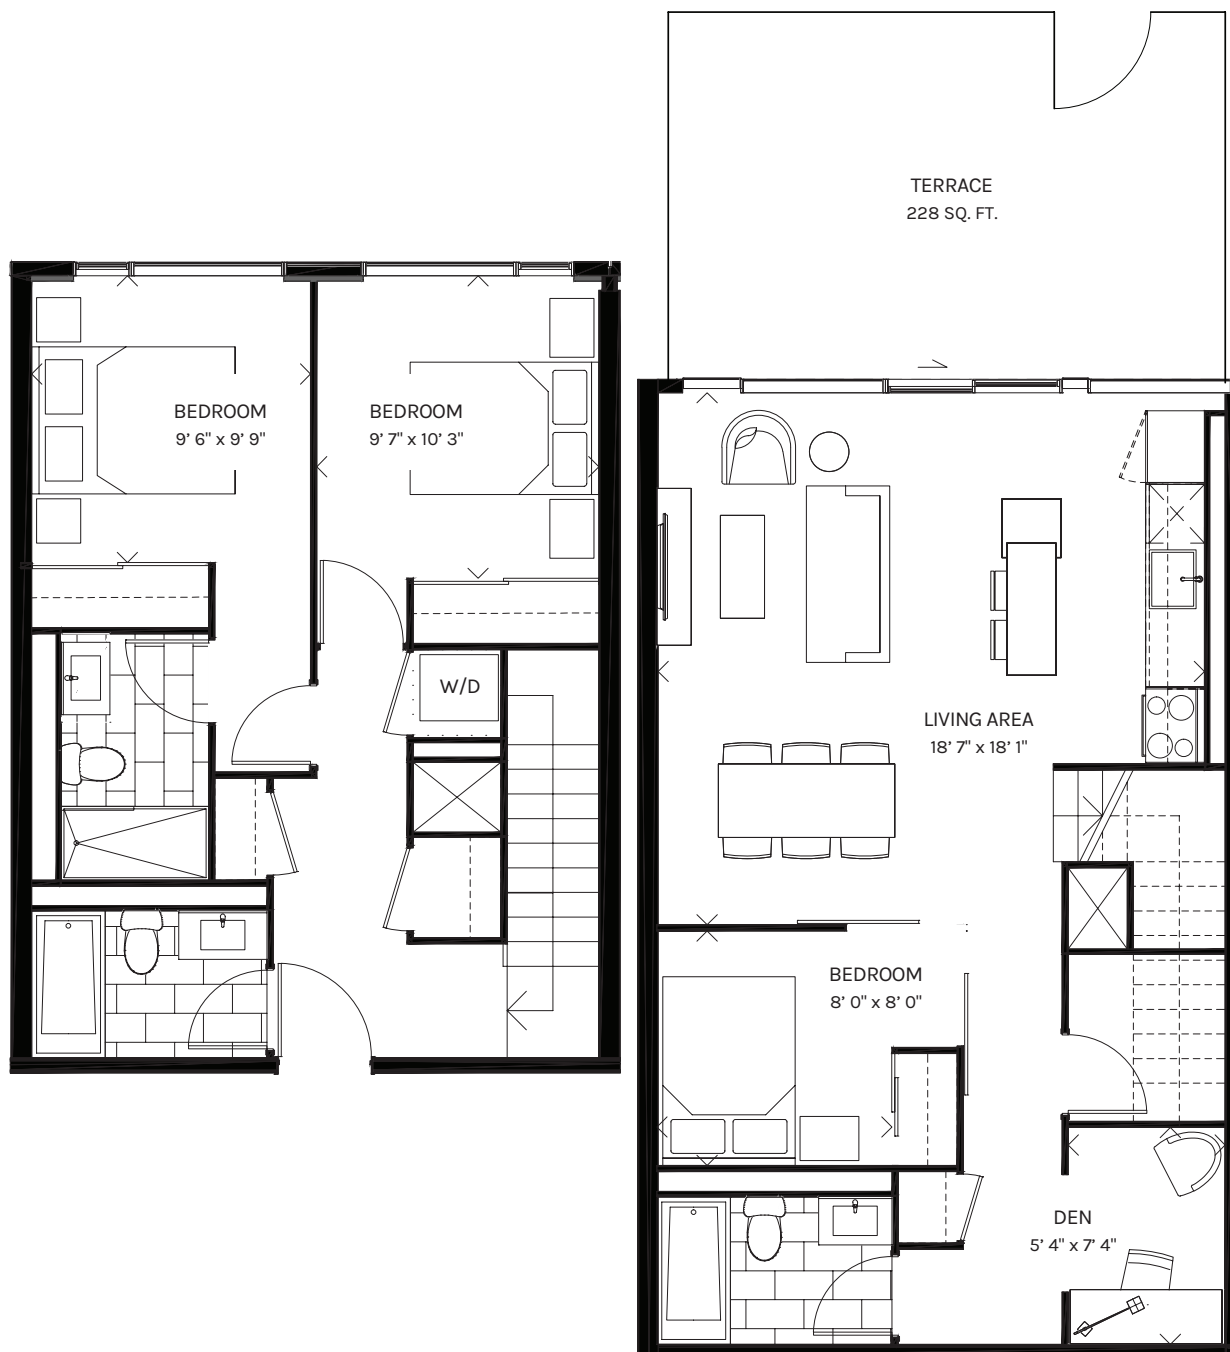 TERRACE
228 SQ. FT.
BEDROOM
9' 6" x 9' 9"
BEDROOM
9' 7" x 10' 3"
W/D
LIVING AREA
18' 7" x 18' 1"
BEDROOM
8' 0" x 8' 0"
DEN
5' 4" x 7' 4"